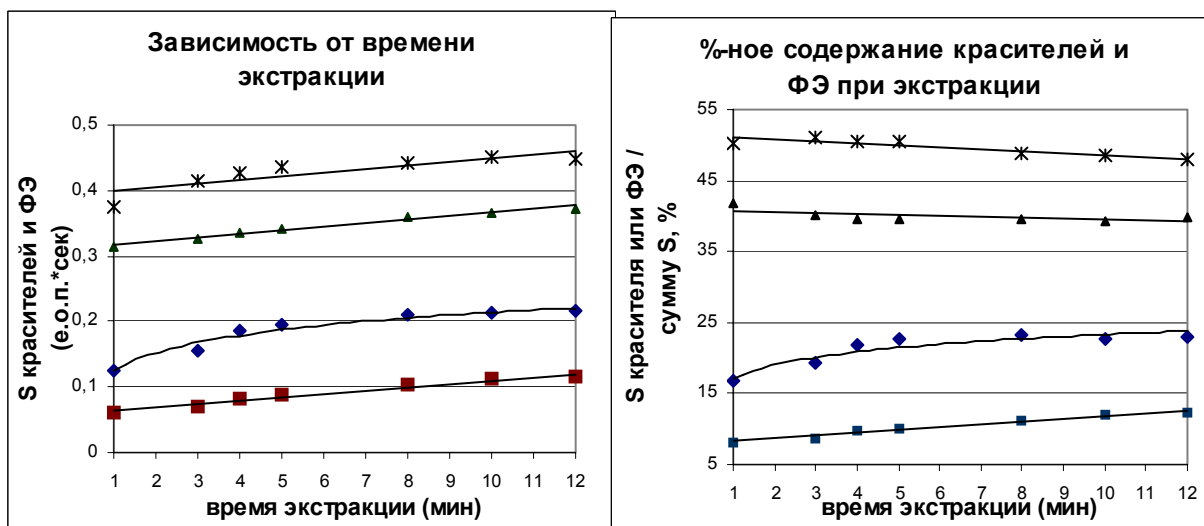 Зависимость от времени
экстракции
S красителей и ФЭ
(е.о.п.*сек)
0,5
0,4
0,3
0,2
0,1
0
1 2 3 4 5 6 7 8 9 10 11 12
время экстракции (мин)
%-ное содержание красителей и
ФЭ при экстракции
S красителя или ФЭ /
сумму S, %
55
45
35
25
15
5
1 2 3 4 5 6 7 8 9 10 11 12
время экстракции (мин)